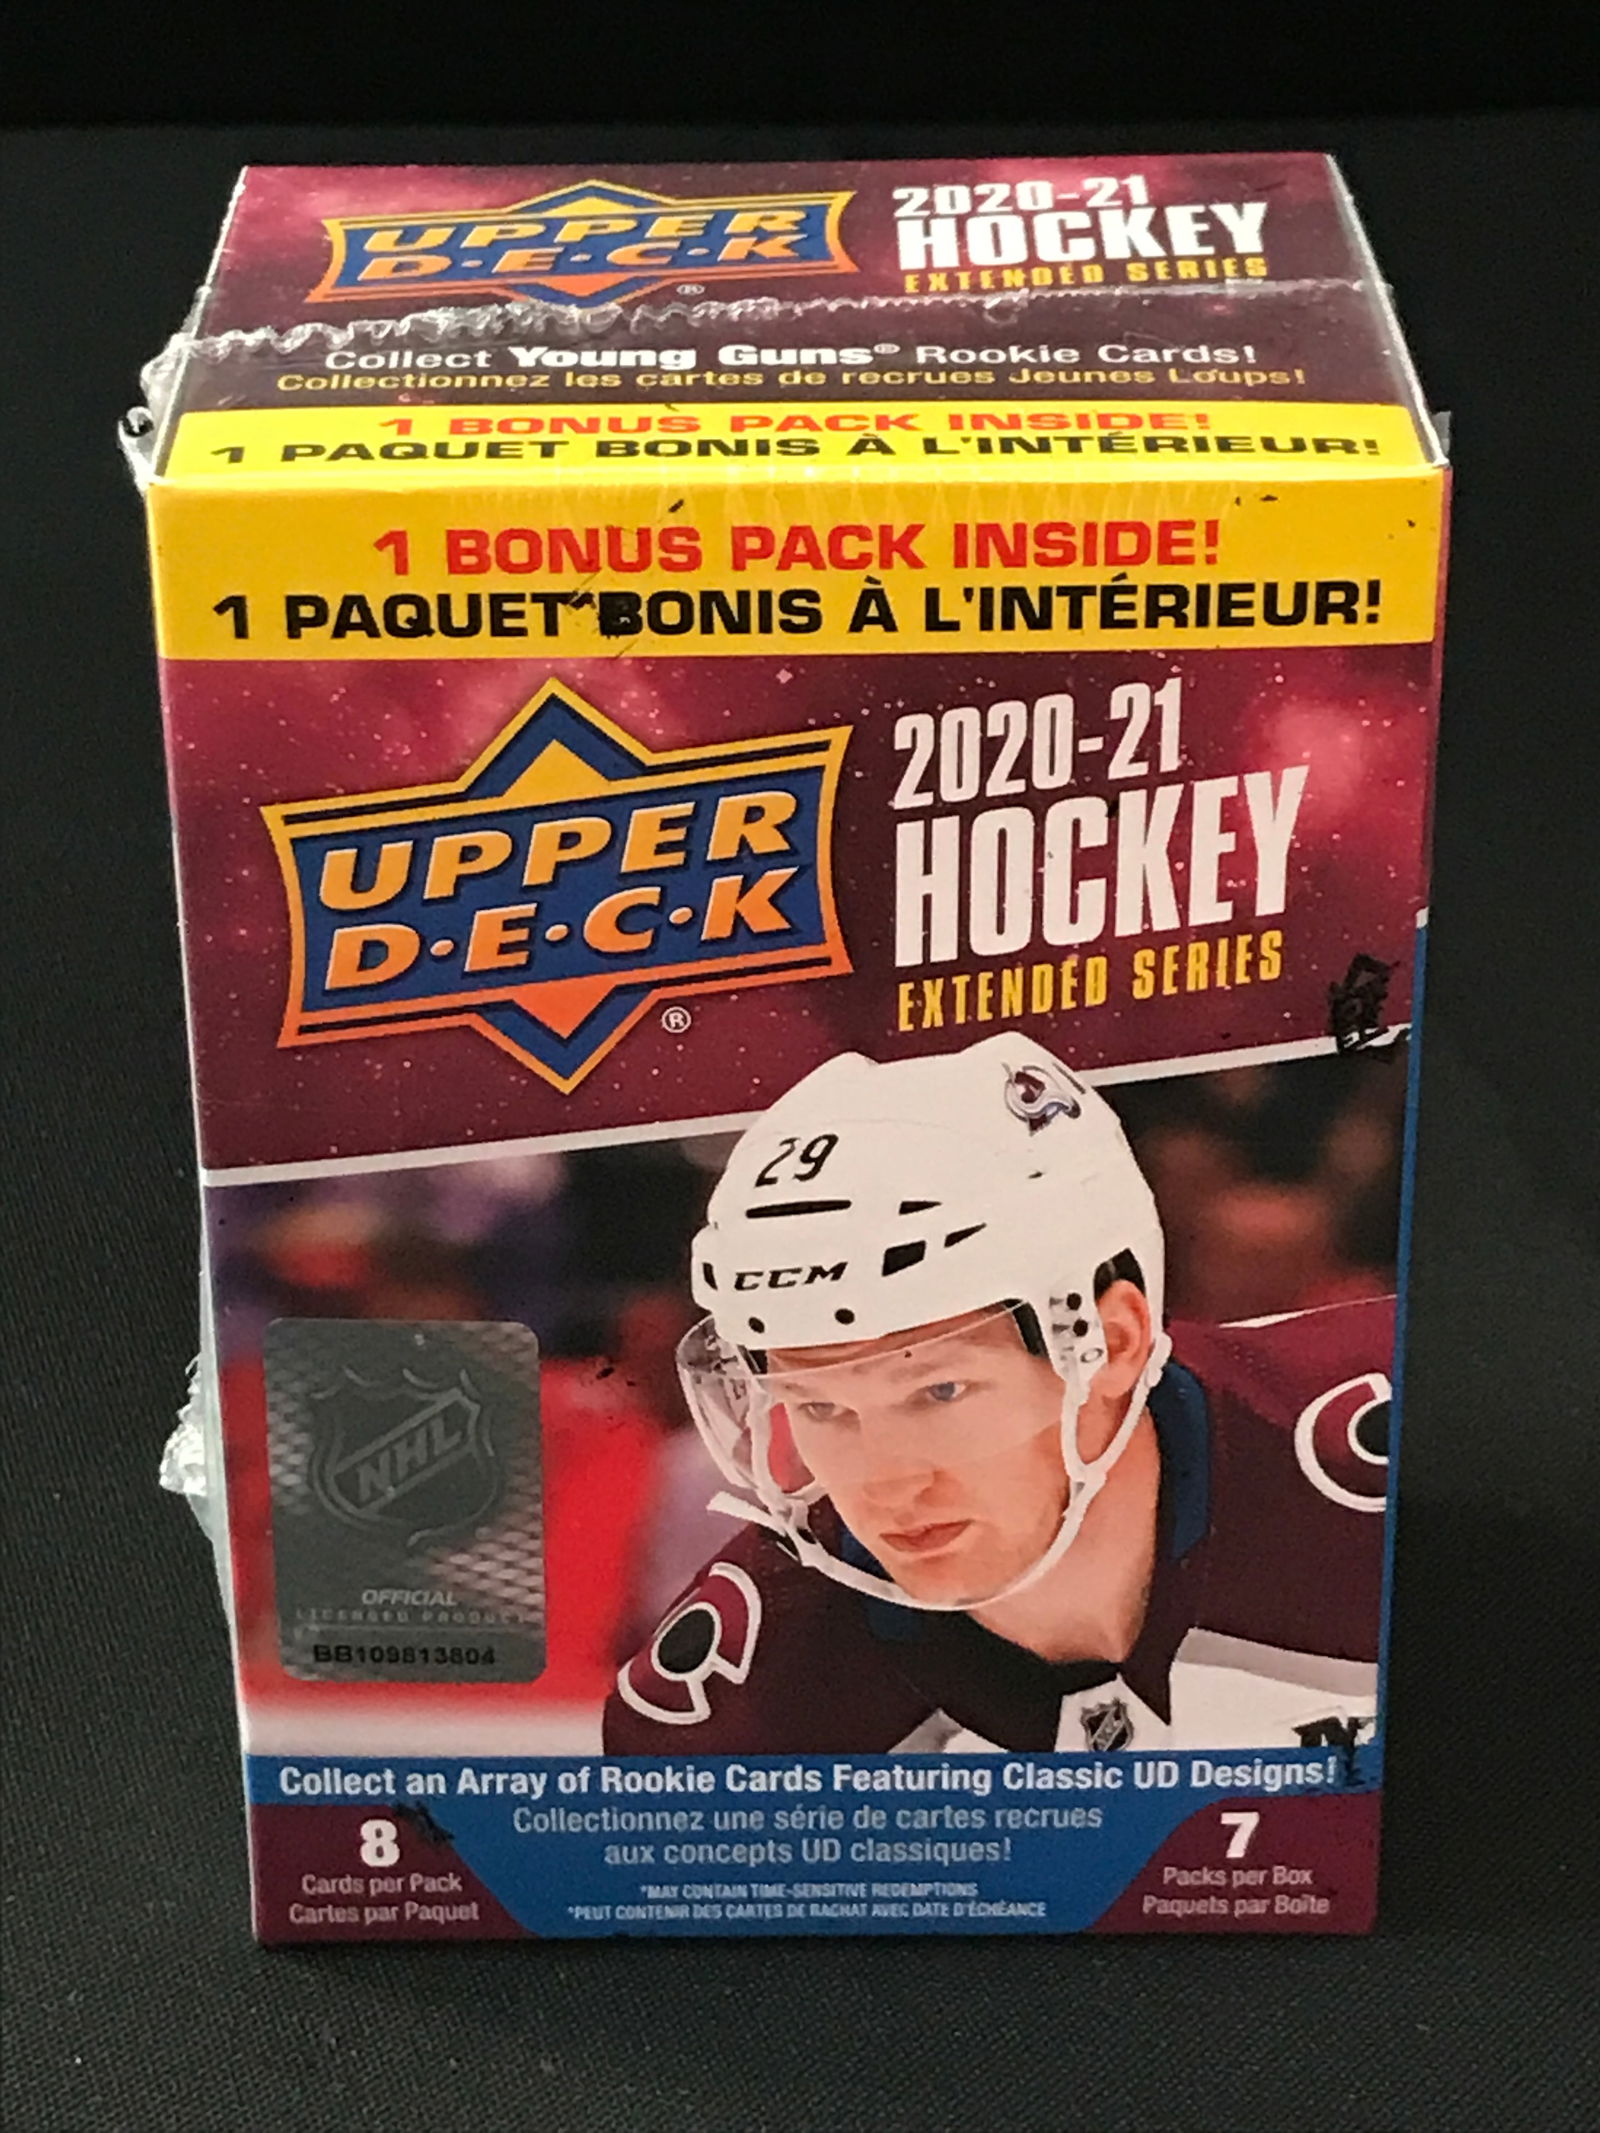 UPPER
D·E·C·K
®
2020-21
HOCKEY
EXTENDED SERIES
Collect Young Guns® Rookie Cards!
Collectionnez les cartes de recrues Jeunes Loups!
1 BONUS PACK INSIDE!
1 PAQUET BONIS À L'INTÉRIEUR!
1 BONUS PACK INSIDE!
1 PAQUET BONIS À L'INTÉRIEUR!
UPPER
D·E·C·K
®
2020-21
HOCKEY
EXTENDED SERIES
29
CCM
NHL
OFFICIAL
LICENSED PRODUCT
BB109813804
Collect an Array of Rookie Cards Featuring Classic UD Designs!
Collectionnez une série de cartes recrues
aux concepts UD classiques!
*MAY CONTAIN TIME-SENSITIVE REDEMPTIONS
*PEUT CONTENIR DES CARTES DE RACHAT AVEC DATE D'ÉCHÉANCE
8
Cards per Pack
Cartes par Paquet
7
Packs per Box
Paquets par Boîte